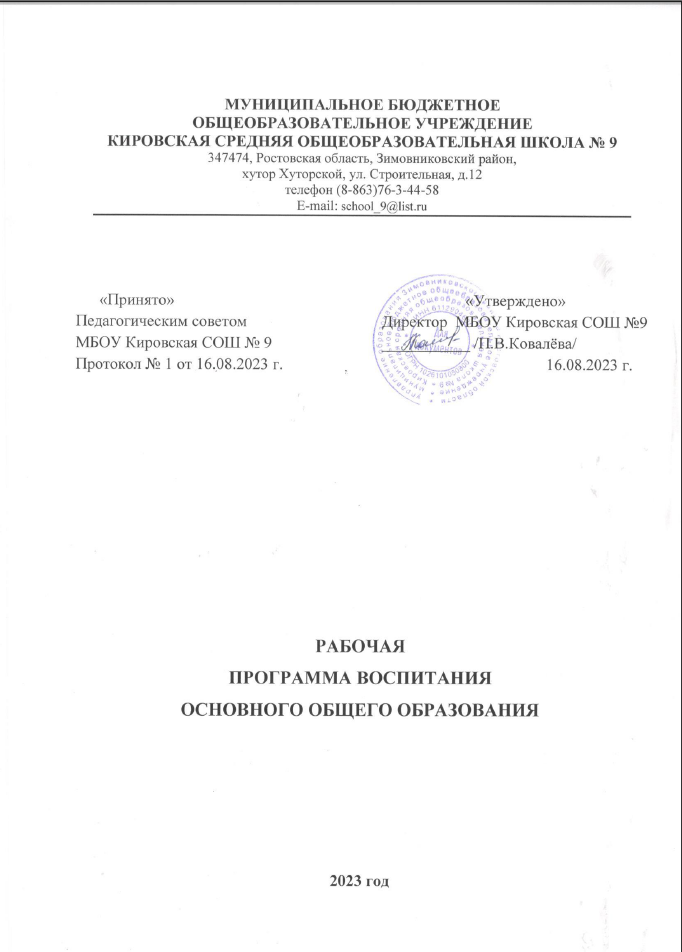 МУНИЦИПАЛЬНОЕ БЮДЖЕТНОЕ
ОБЩЕОБРАЗОВАТЕЛЬНОЕ УЧРЕЖДЕНИЕ
КИРОВСКАЯ СРЕДНЯЯ ОБЩЕОБРАЗОВАТЕЛЬНАЯ ШКОЛА № 9
347474, Ростовская область, Зимовниковский район,
хутор Хуторской, ул. Строительная, д.12
телефон (8-863)76-3-44-58
E-mail: school_9@list.ru
«Принято»
Педагогическим советом
МБОУ Кировская СОШ № 9
Протокол № 1 от 16.08.2023 г.
«Утверждено»
Директор МБОУ Кировская СОШ №9
/П.В.Ковалёва/
16.08.2023 г.
Для
документов
РАБОЧАЯ
ПРОГРАММА ВОСПИТАНИЯ
ОСНОВНОГО ОБЩЕГО ОБРАЗОВАНИЯ
2023 год